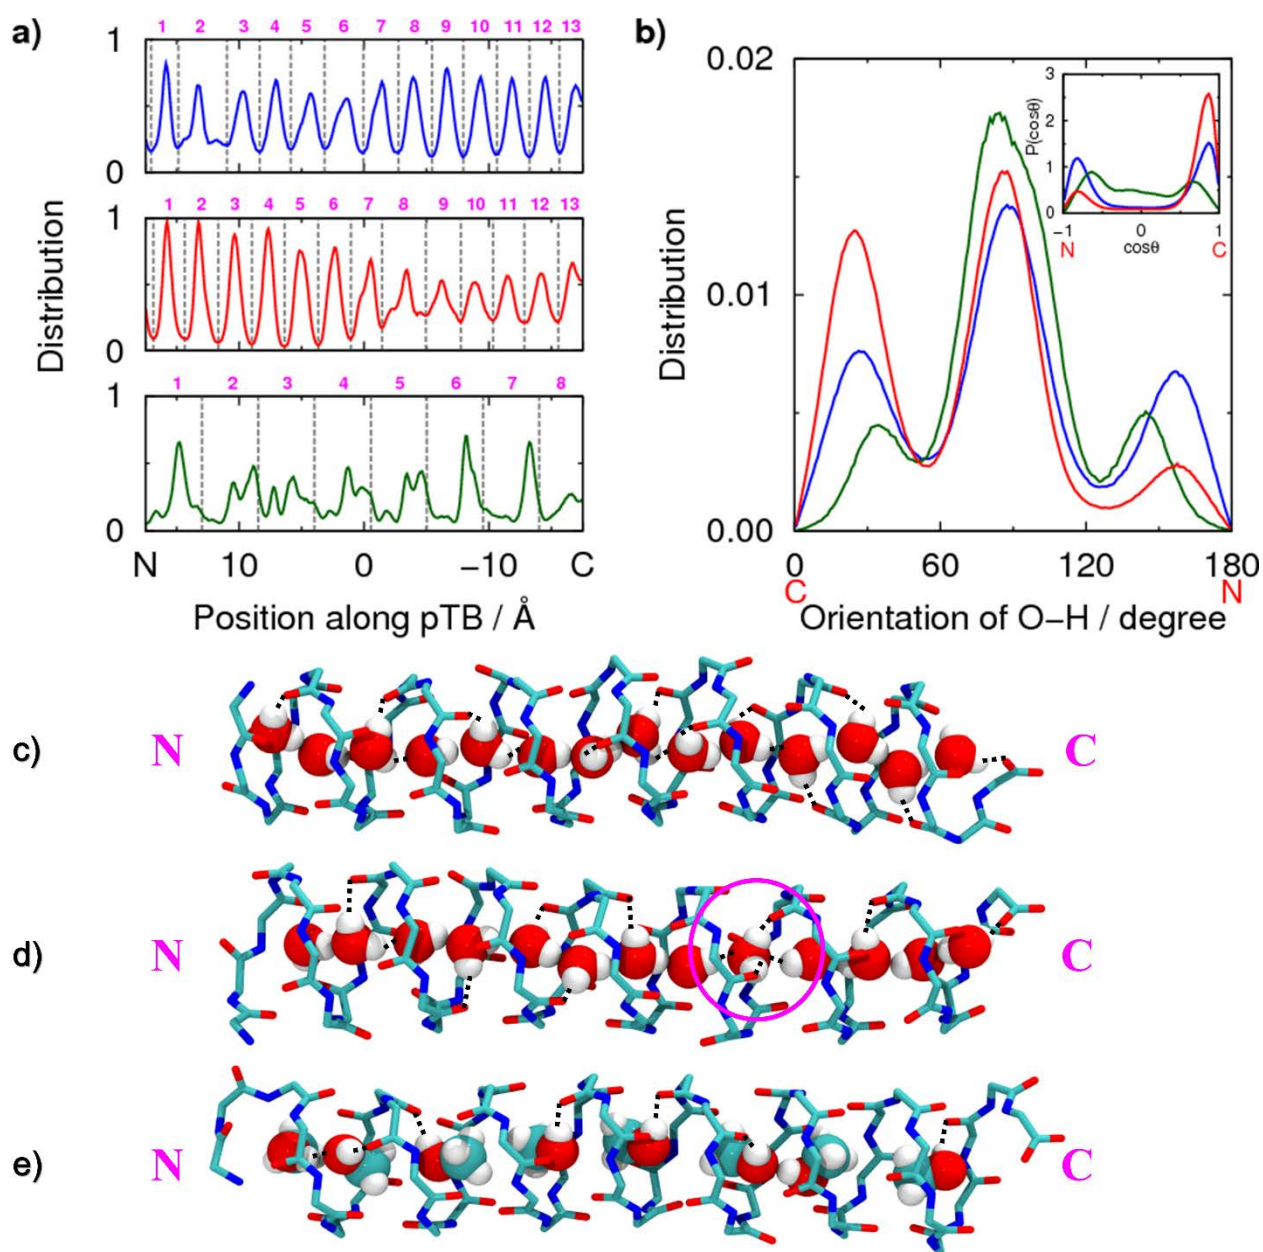 a)
1 2 3 4 5 6 7 8 9 10 11 12 13
1
0
1 2 3 4 5 6 7 8 9 10 11 12 13
1
0
1 2 3 4 5 6 7 8
1
0
Distribution
N 10 0 −10 C
Position along pTB / Å
b)
0.02
0.01
0.00
Distribution
0 60 120 180
C N
Orientation of O−H / degree
3
2
1
0
P(cosθ)
−1 0 1
N cosθ C
c) N C
d) N C
e) N C